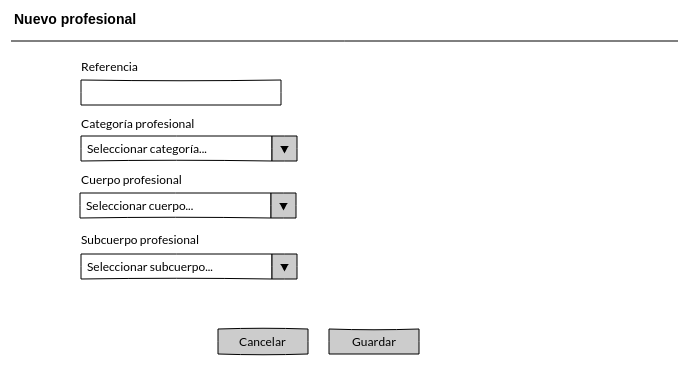 Nuevo profesional
Referencia
Categoría profesional
Seleccionar categoría...
Cuerpo profesional
Seleccionar cuerpo...
Subcuerpo profesional
Seleccionar subcuerpo...
Cancelar Guardar